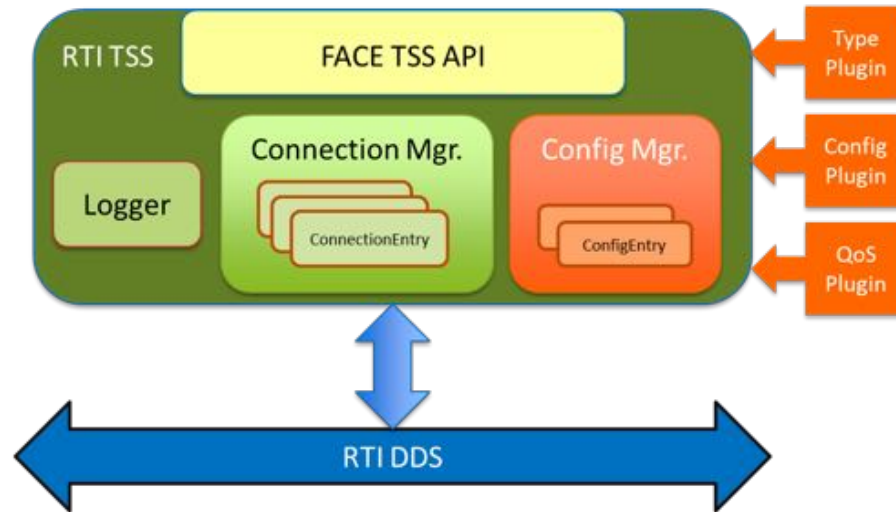 RTI TSS
FACE TSS API
Type
Plugin
Connection Mgr.
Config Mgr.
Config
Plugin
Logger
ConnectionEntry
ConfigEntry
QoS
Plugin
RTI DDS